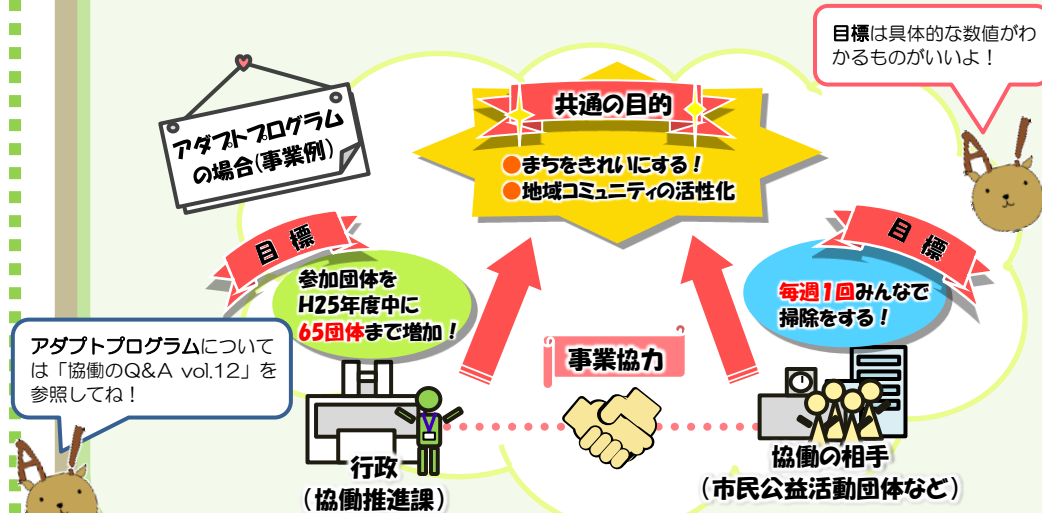 目標は具体的な数値がわ
かるものがいいよ！
アダプトプログラム
の場合(事業例)
共通の目的
●まちをきれいにする！
●地域コミュニティの活性化
目標
参加団体を
H25年度中に
65団体まで増加！
目標
毎週1回みんなで
掃除をする！
アダプトプログラムについて
は「協働のQ&A vol.12」を
参照してね！
事業協力
行政
（協働推進課）
協働の相手
（市民公益活動団体など）